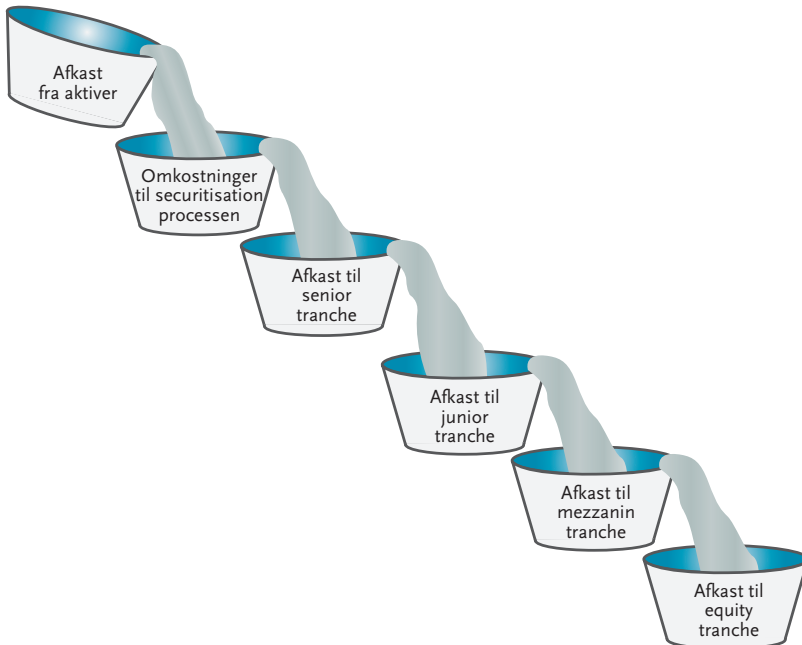 Afkast
fra aktiver
Omkostninger
til securitisation
processen
Afkast til
senior
tranche
Afkast til
junior
tranche
Afkast til
mezzanin
tranche
Afkast til
equity
tranche